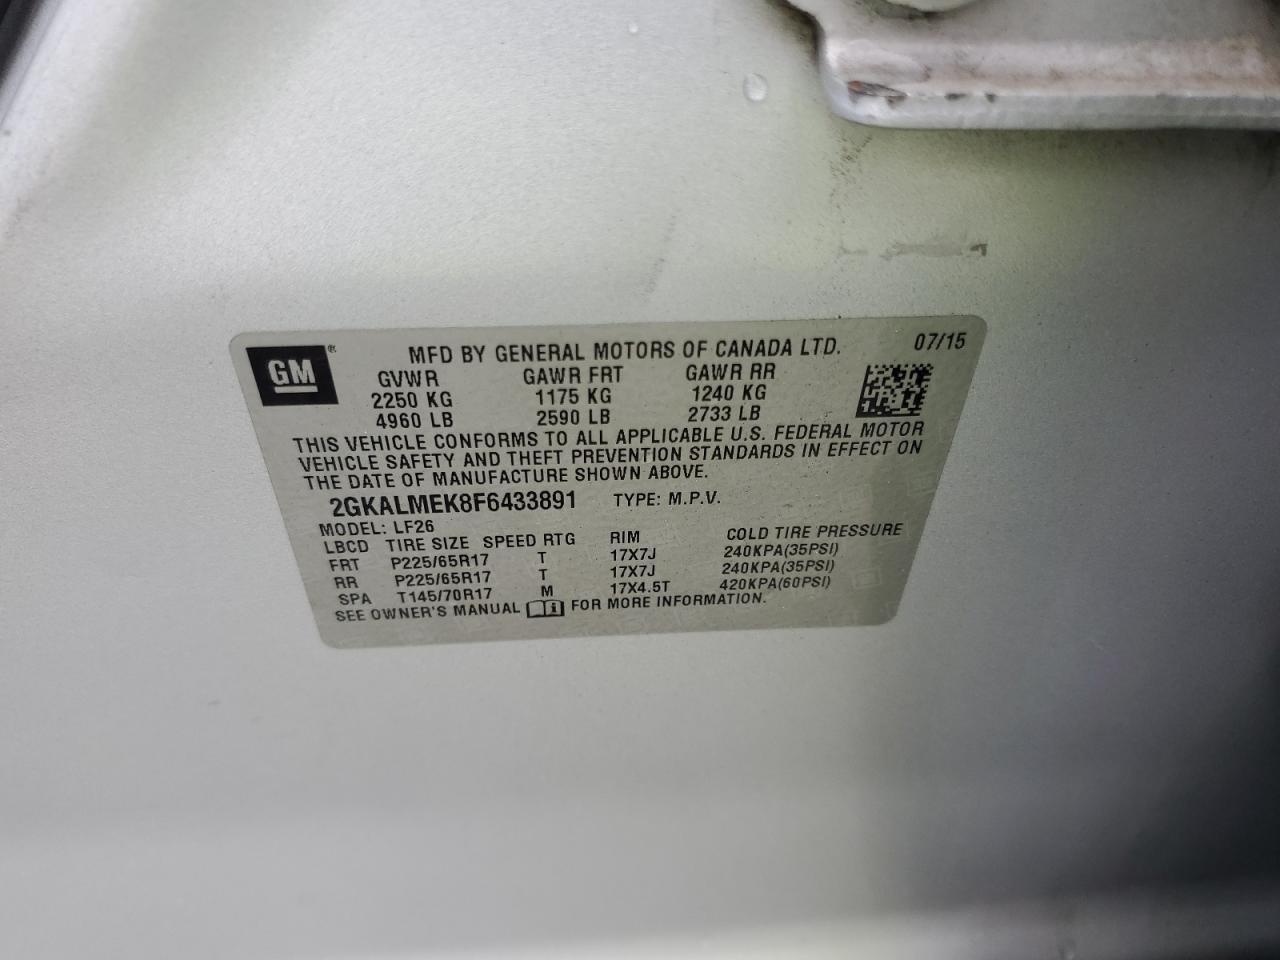 GM® MFD BY GENERAL MOTORS OF CANADA LTD. 07/15
GVWR GAWR FRT GAWR RR
2250 KG 1175 KG 1240 KG
4960 LB 2590 LB 2733 LB
THIS VEHICLE CONFORMS TO ALL APPLICABLE U.S. FEDERAL MOTOR
VEHICLE SAFETY AND THEFT PREVENTION STANDARDS IN EFFECT ON
THE DATE OF MANUFACTURE SHOWN ABOVE.
2GKALMEK8F6433891 TYPE: M.P.V.
MODEL: LF26
LBCD TIRE SIZE SPEED RTG RIM COLD TIRE PRESSURE
FRT P225/65R17 T 17X7J 240KPA(35PSI)
RR P225/65R17 T 17X7J 240KPA(35PSI)
SPA T145/70R17 M 17X4.5T 420KPA(60PSI)
SEE OWNER'S MANUAL i FOR MORE INFORMATION.